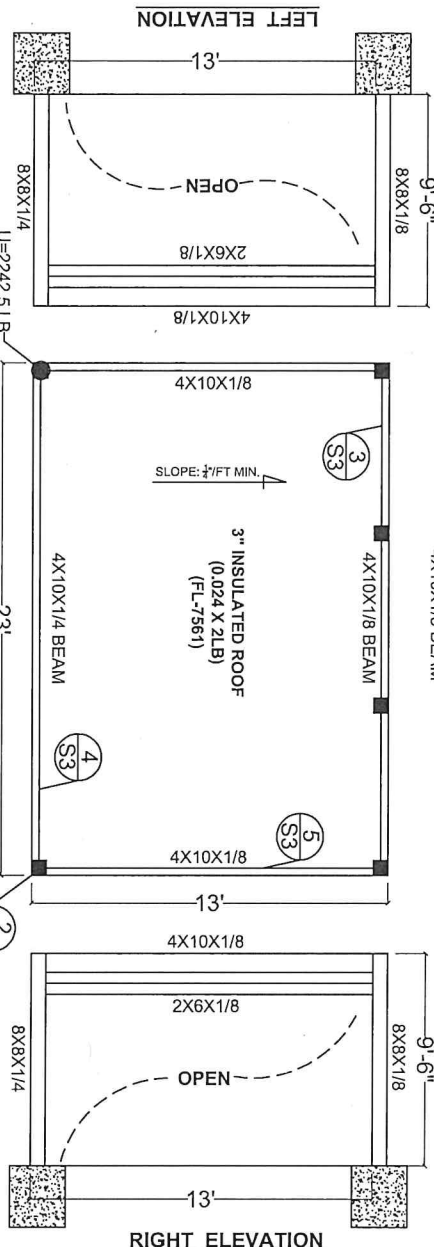 LEFT ELEVATION
13'
OPEN
8X8X1/4
8X8X1/8
9'-6"
2X6X1/8
4X10X1/8
U=2242.5 LB
4X10X1/8
3
S3
SLOPE: ¼"/FT MIN.
3" INSULATED ROOF
(0.024 X 2LB)
(FL-7561)
4X10X1/4 BEAM
4X10X1/8 BEAM
23'
4
S3
5
S3
4X10X1/8
13'
2
4X10X1/8
2X6X1/8
8X8X1/4
8X8X1/8
9'-6"
OPEN
13'
RIGHT ELEVATION